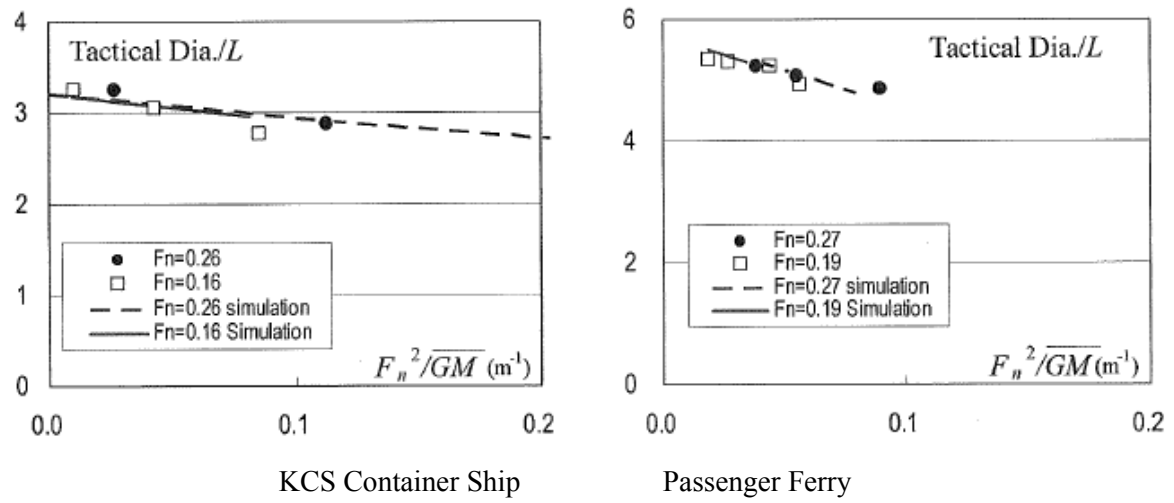 4
Tactical Dia./L
3
2
Fn=0.26
Fn=0.16
1
Fn=0.26 simulation
Fn=0.16 Simulation
Fn²/GM (m⁻¹)
0
0.0 0.1 0.2
KCS Container Ship
6
Tactical Dia./L
4
Fn=0.27
Fn=0.19
2
Fn=0.27 simulation
Fn=0.19 Simulation
Fn²/GM(m⁻¹)
0
0.0 0.1 0.2
Passenger Ferry